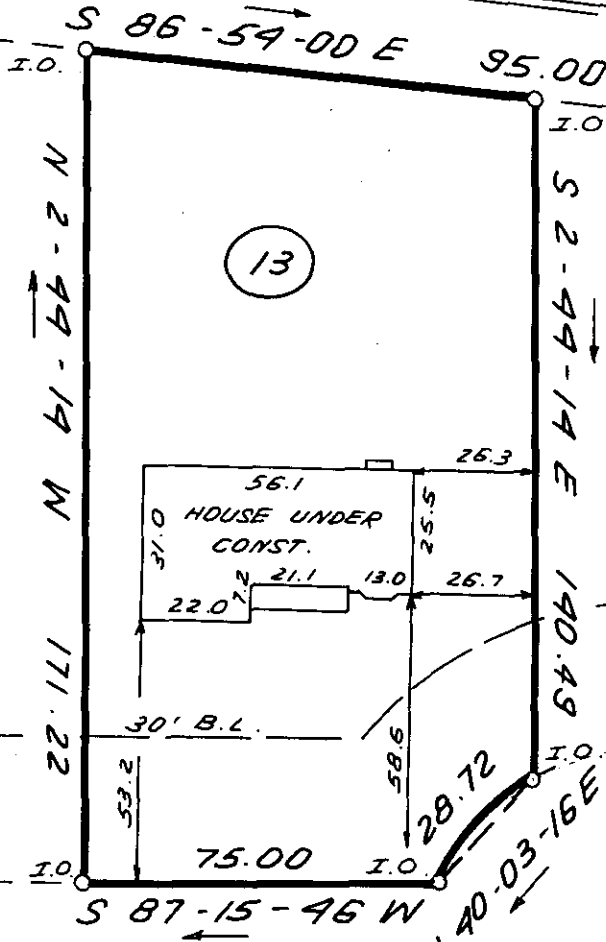 S 86-54-00 E 95.00
I.O.
I.O
N 2-44-14 W 171.22
S 2-44-14 E 140.49
13
26.3
56.1
HOUSE UNDER
CONST.
31.0
25.5
21.1
13.0
7.2
22.0
26.7
30' B.L.
53.2
58.6
28.72
I.O.
75.00
I.O.
I.O.
S 87-15-46 W
40-03-16 E